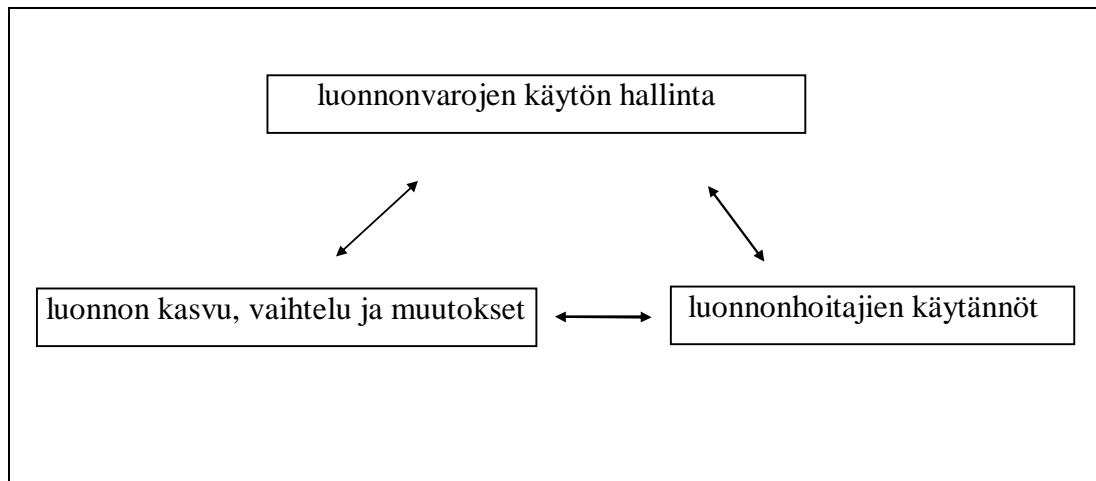 luonnonvarojen käytön hallinta
luonnon kasvu, vaihtelu ja muutokset
luonnonhoitajien käytännöt